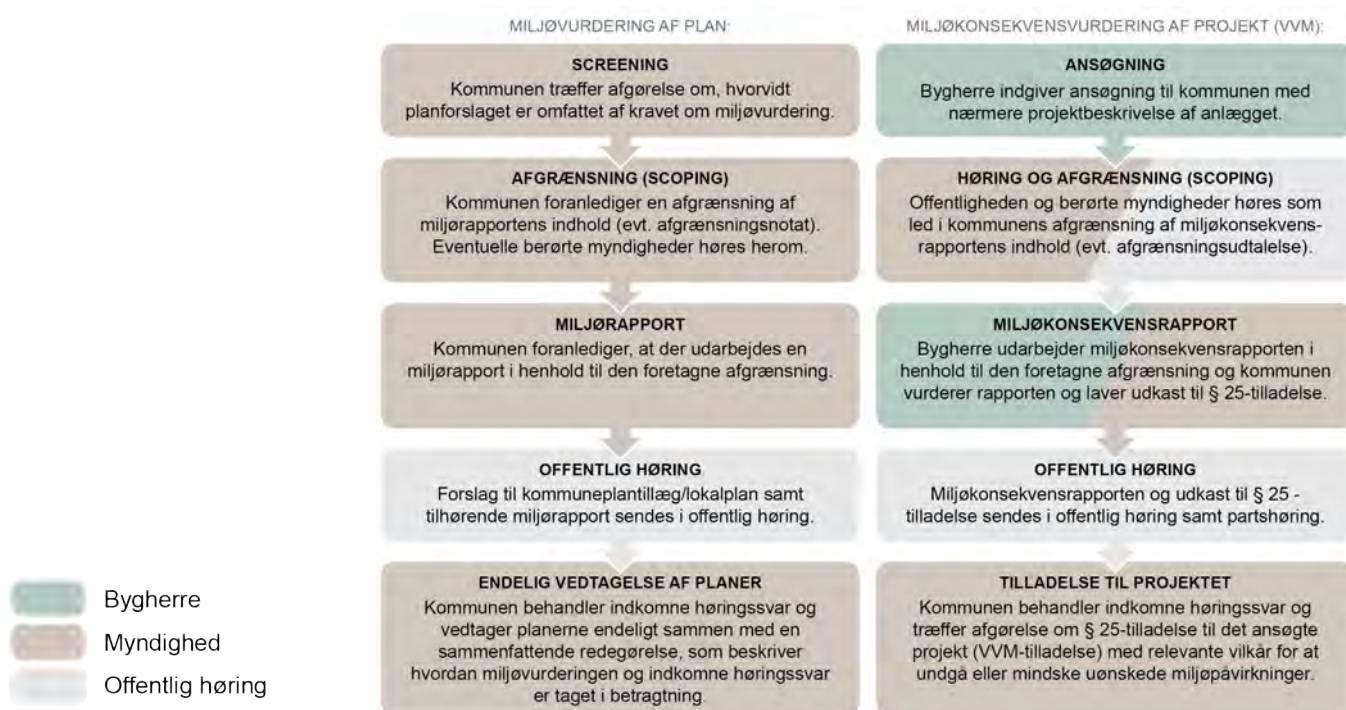 MILJØVURDERING AF PLAN:
SCREENING
Kommunen træffer afgørelse om, hvorvidt
planforslaget er omfattet af kravet om miljøvurdering.
AFGRÆNSNING (SCOPING)
Kommunen foranlediger en afgrænsning af
miljørapportens indhold (evt. afgrænsningsnotat).
Eventuelle berørte myndigheder høres herom.
MILJØRAPPORT
Kommunen foranlediger, at der udarbejdes en
miljørapport i henhold til den foretagne afgrænsning.
OFFENTLIG HØRING
Forslag til kommuneplantillæg/lokalplan samt
tilhørende miljørapport sendes i offentlig høring.
ENDELIG VEDTAGELSE AF PLANER
Kommunen behandler indkomne høringssvar og
vedtager planerne endeligt sammen med en
sammenfattende redegørelse, som beskriver
hvordan miljøvurderingen og indkomne høringssvar
er taget i betragtning.
MILJØKONSEKVENSVURDERING AF PROJEKT (VVM):
ANSØGNING
Bygherre indgiver ansøgning til kommunen med
nærmere projektbeskrivelse af anlægget.
HØRING OG AFGRÆNSNING (SCOPING)
Offentligheden og berørte myndigheder høres som
led i kommunens afgrænsning af miljøkonsekvens-
rapportens indhold (evt. afgrænsningsudtalelse).
MILJØKONSEKVENSRAPPORT
Bygherre udarbejder miljøkonsekvensrapporten i
henhold til den foretagne afgrænsning og kommunen
vurderer rapporten og laver udkast til § 25-tilladelse.
OFFENTLIG HØRING
Miljøkonsekvensrapporten og udkast til § 25 -
tilladelse sendes i offentlig høring samt partshøring.
TILLADELSE TIL PROJEKTET
Kommunen behandler indkomne høringssvar og
træffer afgørelse om § 25-tilladelse til det ansøgte
projekt (VVM-tilladelse) med relevante vilkår for at
undgå eller mindske uønskede miljøpåvirkninger.
Bygherre
Myndighed
Offentlig høring